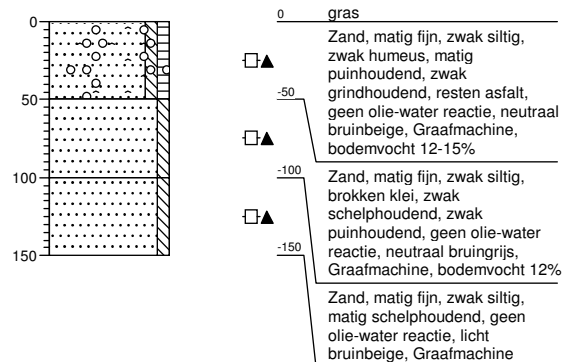 0
50
100
150
0
gras
Zand, matig fijn, zwak siltig,
zwak humeus, matig
puinhoudend, zwak
grindhoudend, resten asfalt,
geen olie-water reactie, neutraal
bruinbeige, Graafmachine,
bodemvocht 12-15%
-50
Zand, matig fijn, zwak siltig,
brokken klei, zwak
schelphoudend, zwak
puinhoudend, geen olie-water
reactie, neutraal bruingrijs,
Graafmachine, bodemvocht 12%
-100
Zand, matig fijn, zwak siltig,
matig schelphoudend, geen
olie-water reactie, licht
bruinbeige, Graafmachine
-150